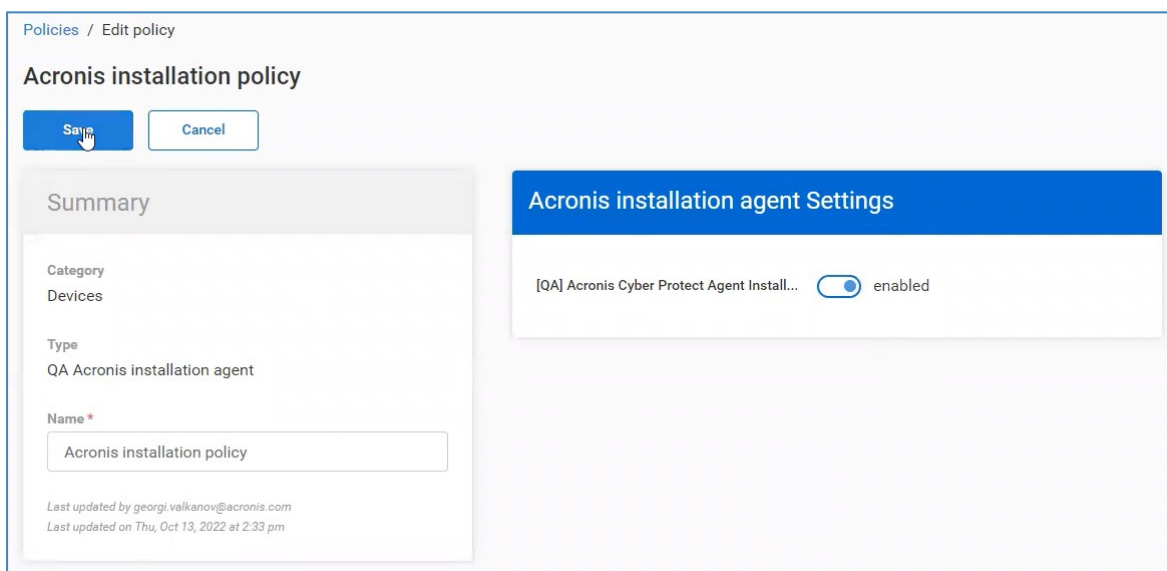 Policies / Edit policy
Acronis installation policy
Save
Cancel
Summary
Category
Devices
Type
QA Acronis installation agent
Name *
Acronis installation policy
Last updated by georgi.valkanov@acronis.com
Last updated on Thu, Oct 13, 2022 at 2:33 pm
Acronis installation agent Settings
[QA] Acronis Cyber Protect Agent Install... enabled